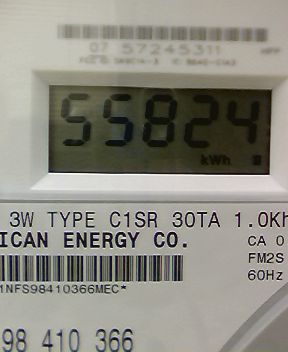 07 57245311
55824
kWh
3W TYPE C1SR 30TA 1.0Kh
ICAN ENERGY CO.
CA 0
FM2S
60Hz
1NFS98410366MEC*
98 410 366